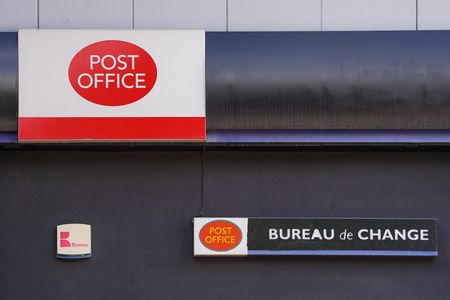 POST
OFFICE
Romec
POST
OFFICE
BUREAU de CHANGE